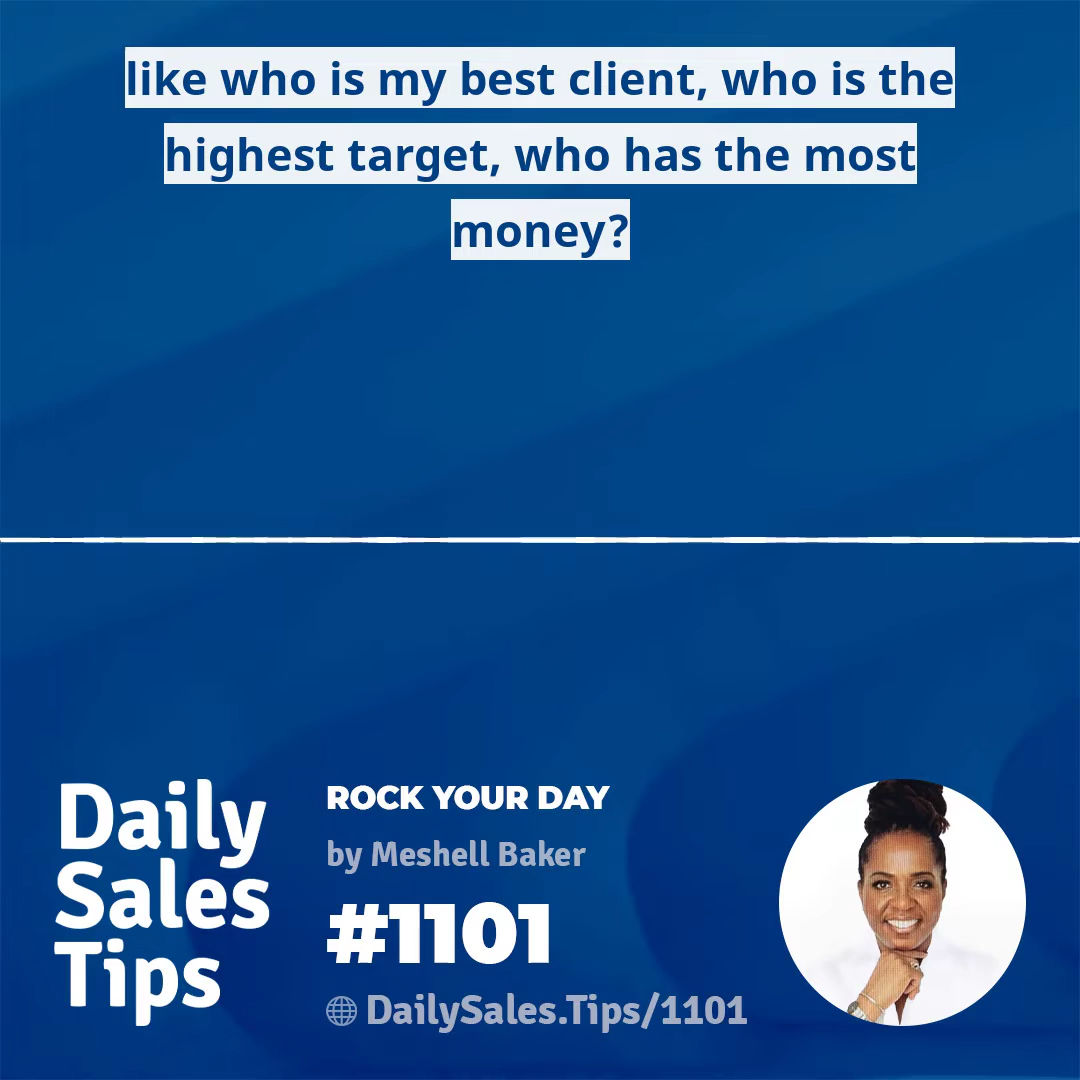 like who is my best client, who is the
highest target, who has the most
money?
Daily
Sales
Tips
ROCK YOUR DAY
by Meshell Baker
#1101
DailySales.Tips/1101